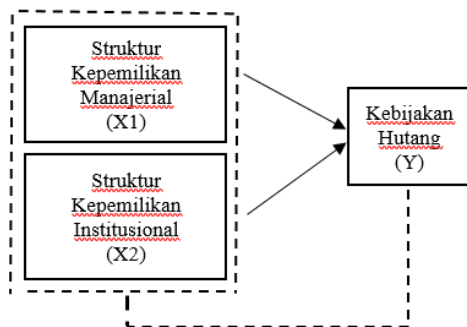 Struktur
Kepemilikan
Manajerial
(X1)
Struktur
Kepemilikan
Institusional
(X2)
Kebijakan
Hutang
(Y)